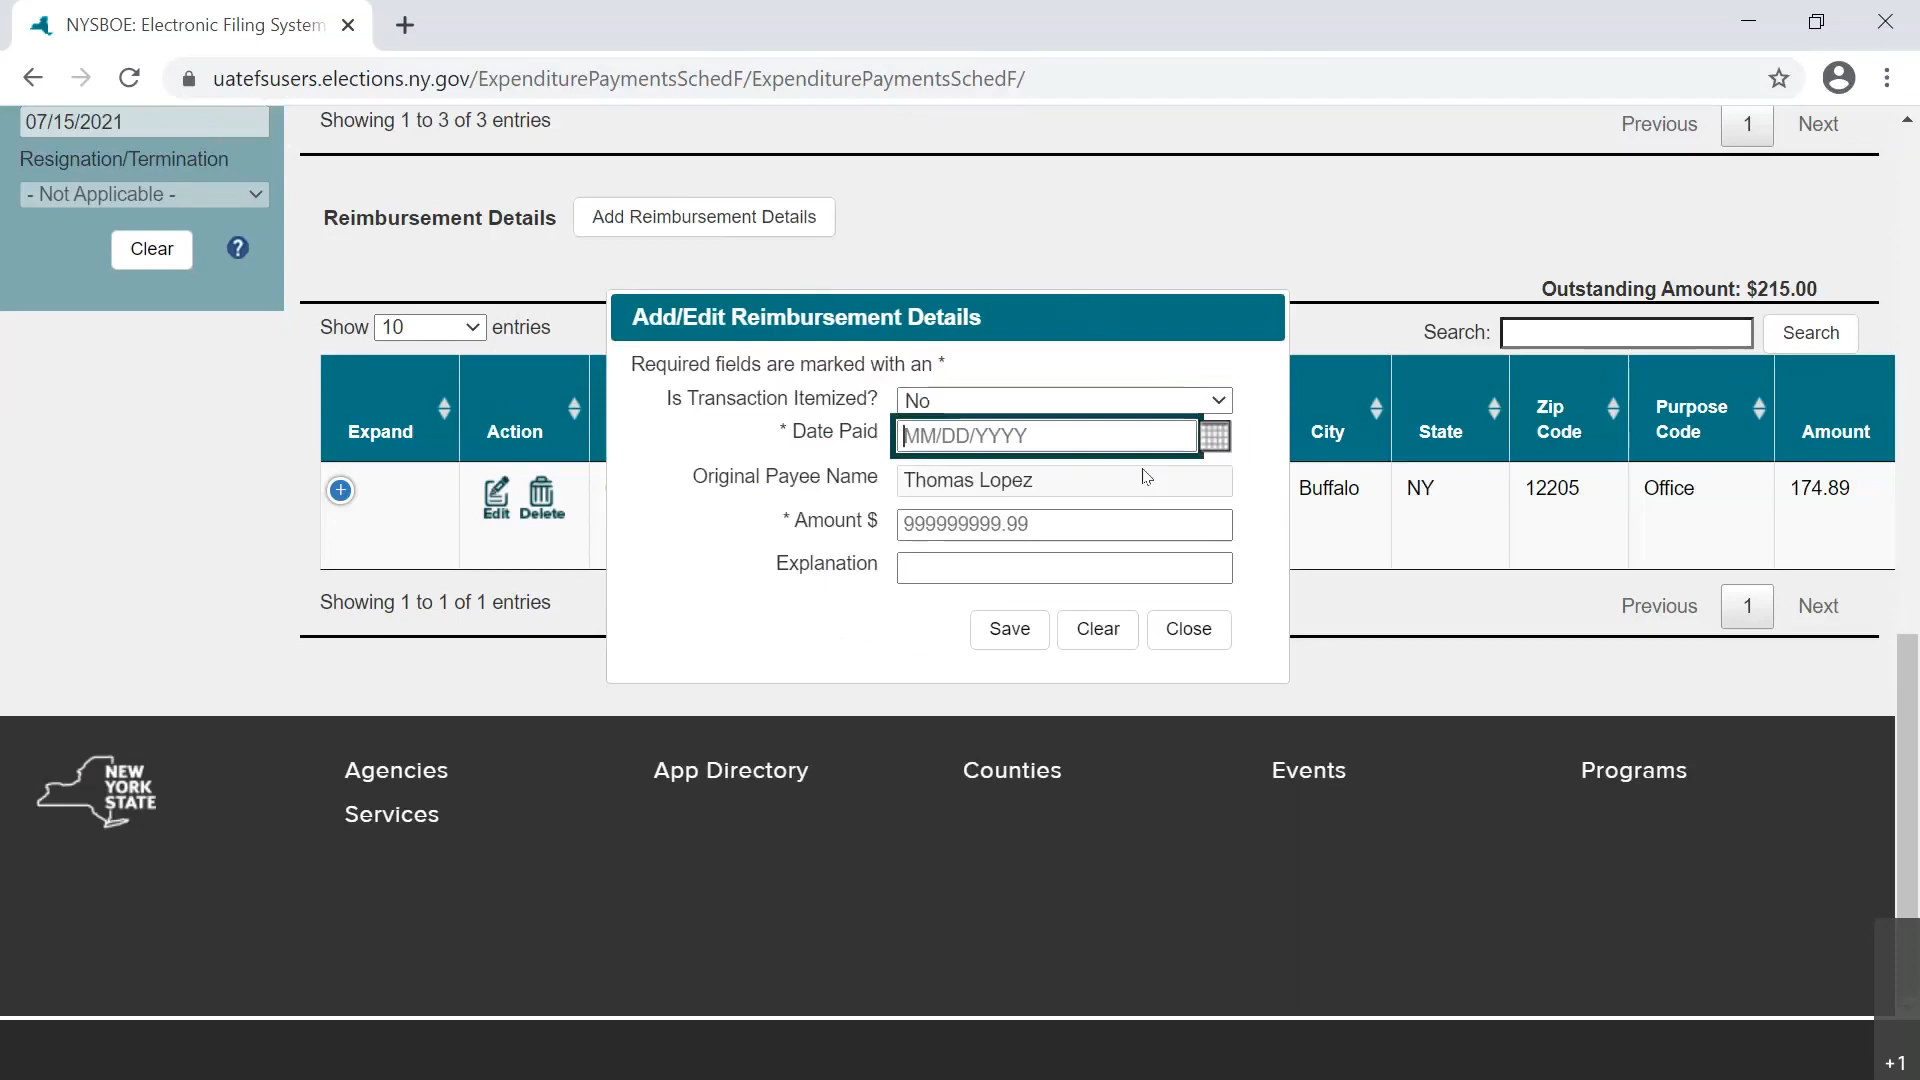 NYSBOE: Electronic Filing System
uatefsusers.elections.ny.gov/ExpenditurePaymentsSchedF/ExpenditurePaymentsSchedF/
07/15/2021
Resignation/Termination
- Not Applicable -
Clear
?
Showing 1 to 3 of 3 entries
Previous 1 Next
Reimbursement Details Add Reimbursement Details
Outstanding Amount: $215.00
Show 10 entries
Search: Search
Expand Action City State Zip Code Purpose Code Amount
Edit Delete Buffalo NY 12205 Office 174.89
Showing 1 to 1 of 1 entries
Previous 1 Next
Add/Edit Reimbursement Details
Required fields are marked with an *
Is Transaction Itemized? No
* Date Paid MM/DD/YYYY
Original Payee Name Thomas Lopez
* Amount $ 999999999.99
Explanation
Save Clear Close
NEW
YORK
STATE
Agencies App Directory Counties Events Programs
Services
+1